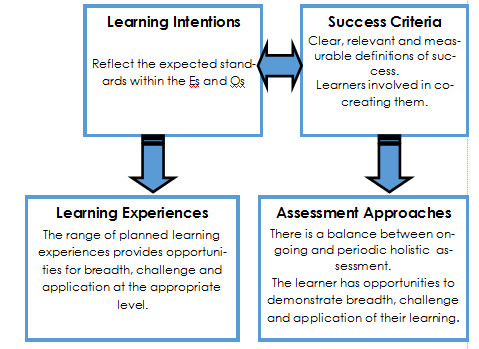 Learning Intentions
Reflect the expected stand-
ards within the Es and Os
Success Criteria
Clear, relevant and meas-
urable definitions of suc-
cess.
Learners involved in co-
creating them.
Learning Experiences
The range of planned learning
experiences provides opportuni-
ties for breadth, challenge and
application at the appropriate
level.
Assessment Approaches
There is a balance between on-
going and periodic holistic as-
sessment.
The learner has opportunities to
demonstrate breadth, challenge
and application of their learning.